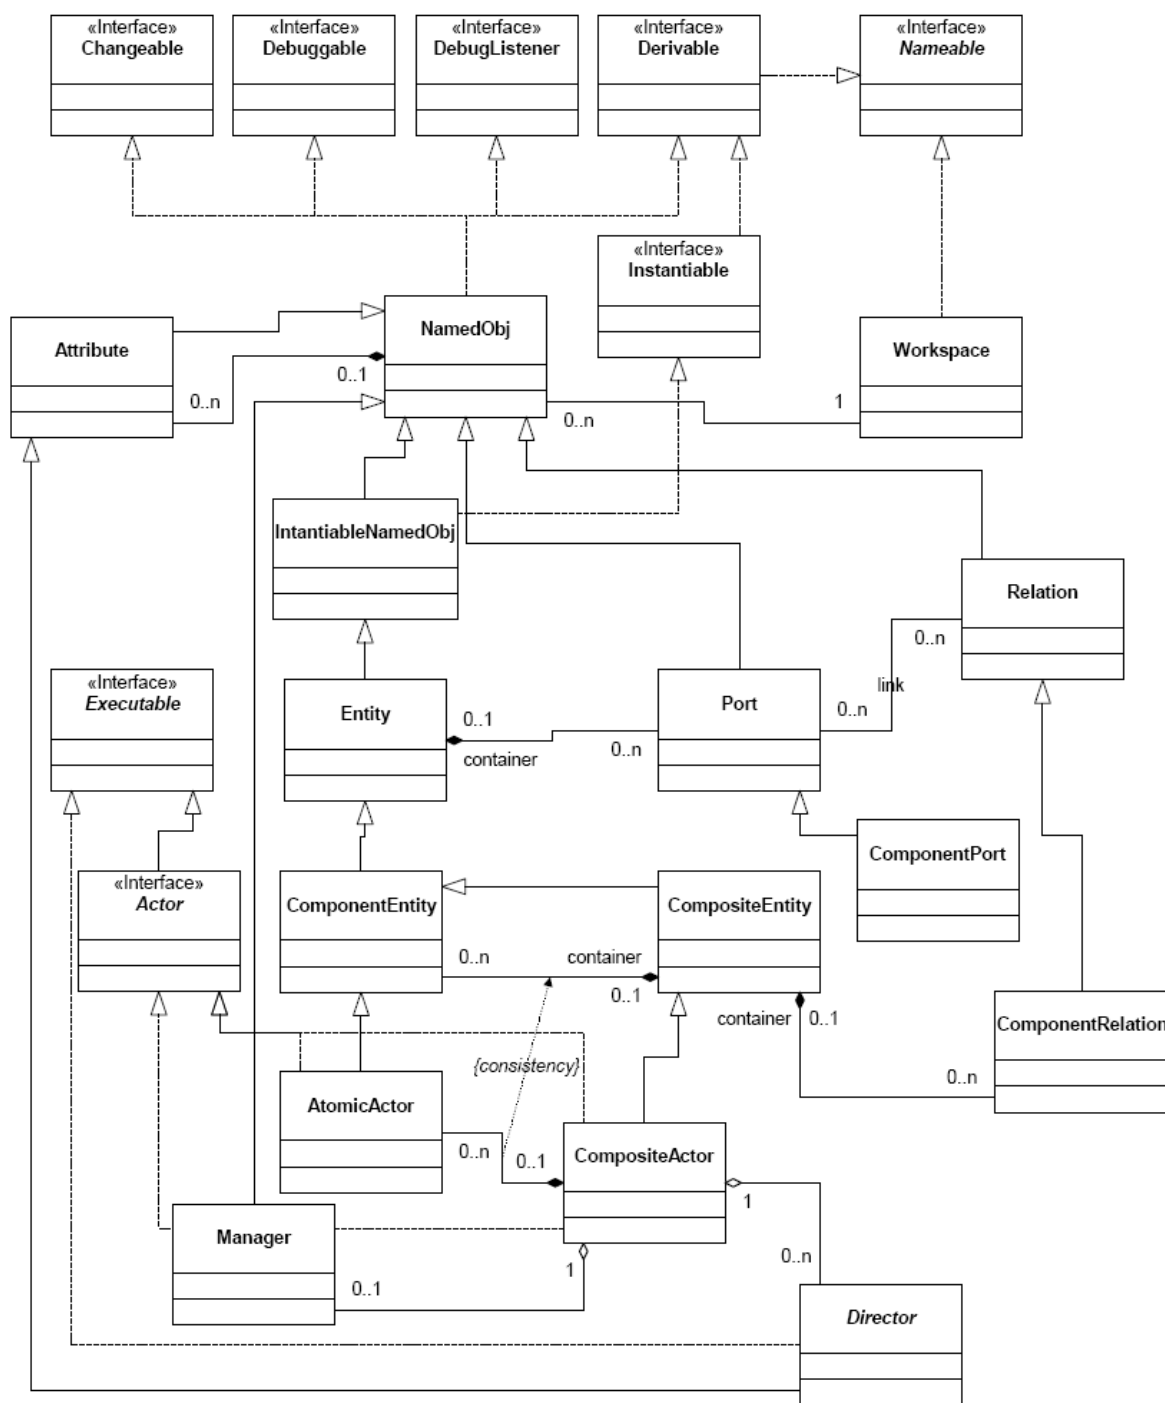 «Interface»
Changeable
«Interface»
Debuggable
«Interface»
DebugListener
«Interface»
Derivable
«Interface»
Nameable
«Interface»
Instantiable
NamedObj
Attribute
Workspace
0..1
0..n
0..n
1
IntantiableNamedObj
Relation
0..n
link
0..n
«Interface»
Executable
Entity
0..1
container
0..n
Port
ComponentPort
«Interface»
Actor
ComponentEntity
CompositeEntity
0..n
container
0..1
container
0..1
ComponentRelation
0..n
{consistency}
AtomicActor
0..n
0..1
CompositeActor
1
0..n
Manager
0..1
1
Director